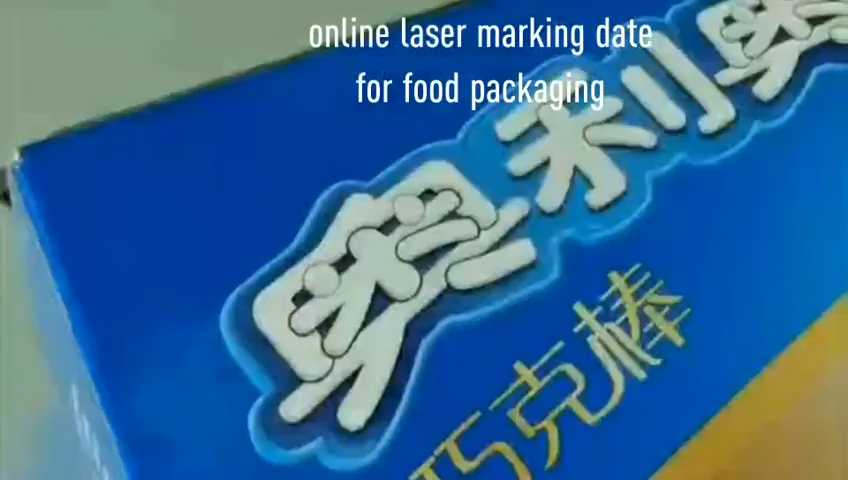 online laser marking date
for food packaging
奥利奥
巧克棒